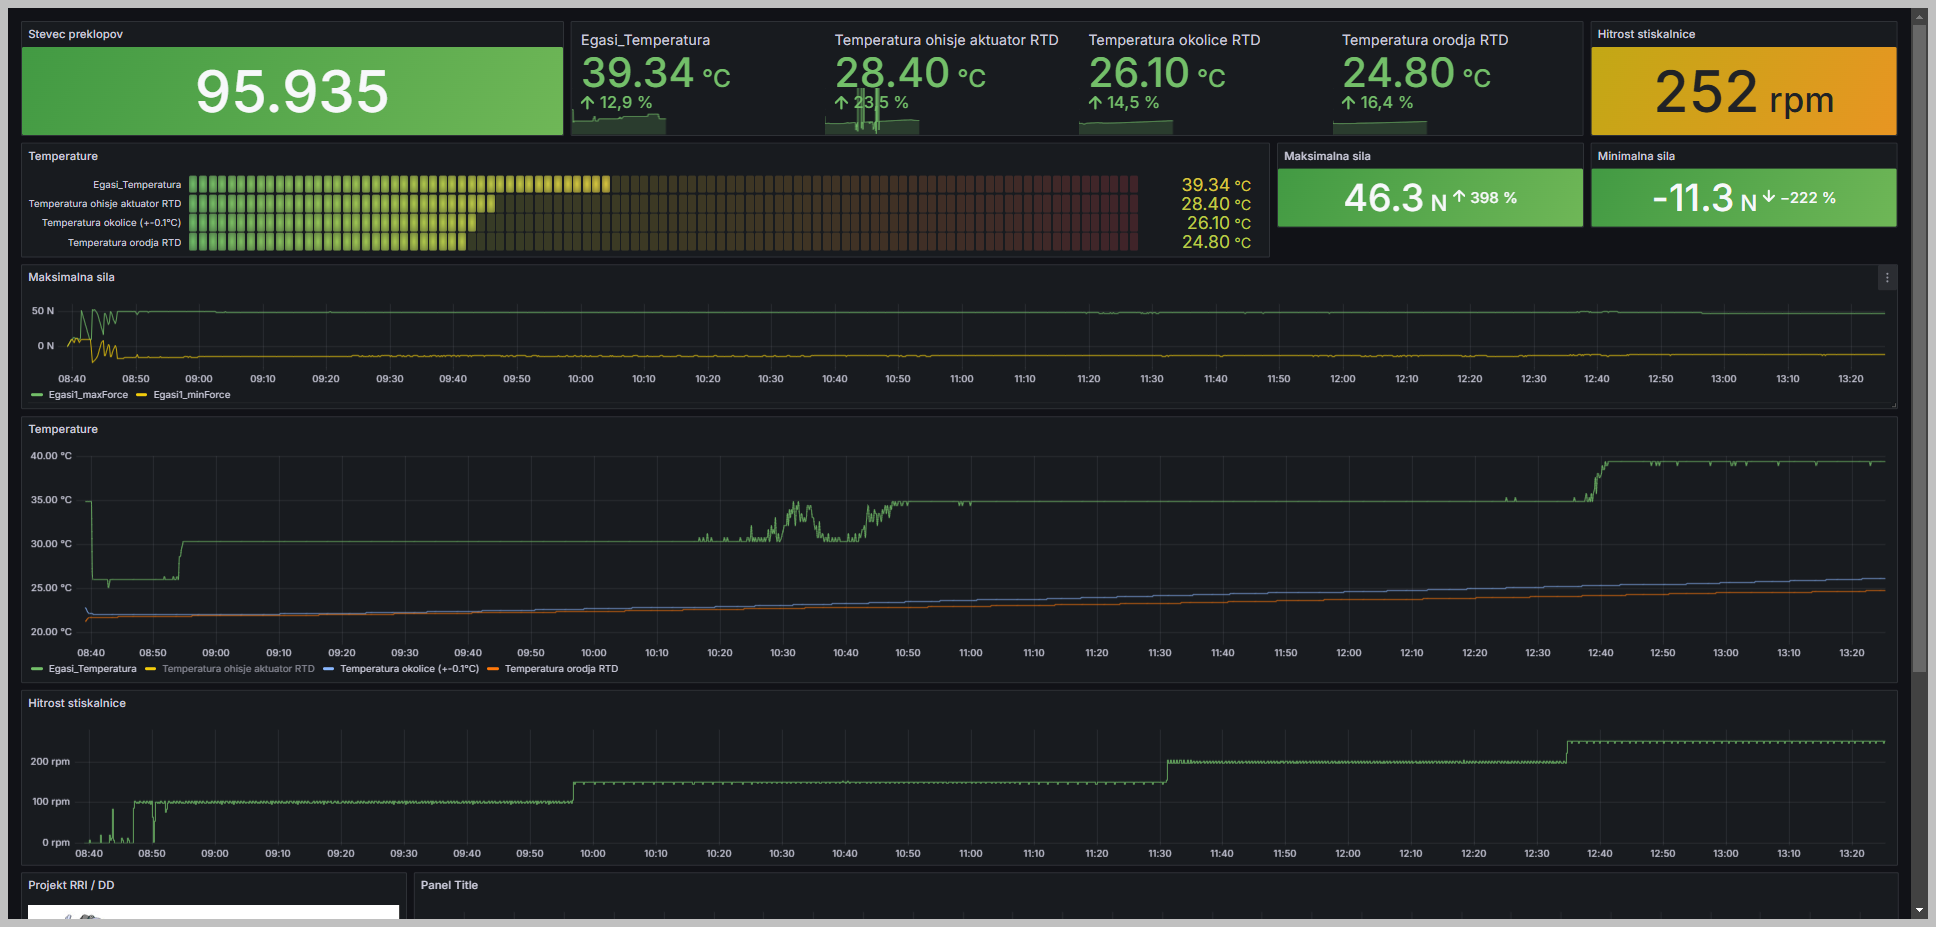 Stevec preklopov
95.935
Egasi_Temperatura
39.34 °C
12,9 %
Temperatura ohisje aktuator RTD
28.40 °C
23,5 %
Temperatura okolice RTD
26.10 °C
14,5 %
Temperatura orodja RTD
24.80 °C
16,4 %
Hitrost stiskalnice
252 rpm
Temperature
Egasi_Temperatura 39.34 °C
Temperatura ohisje aktuator RTD 28.40 °C
Temperatura okolice (+-0.1°C) 26.10 °C
Temperatura orodja RTD 24.80 °C
Maksimalna sila
46.3 N 398 %
Minimalna sila
-11.3 N -222 %
Maksimalna sila
50 N
0 N
08:40 08:50 09:00 09:10 09:20 09:30 09:40 09:50 10:00 10:10 10:20 10:30 10:40 10:50 11:00 11:10 11:20 11:30 11:40 11:50 12:00 12:10 12:20 12:30 12:40 12:50 13:00 13:10 13:20
Egasi1_maxForce Egasi1_minForce
Temperature
40.00 °C
35.00 °C
30.00 °C
25.00 °C
20.00 °C
08:40 08:50 09:00 09:10 09:20 09:30 09:40 09:50 10:00 10:10 10:20 10:30 10:40 10:50 11:00 11:10 11:20 11:30 11:40 11:50 12:00 12:10 12:20 12:30 12:40 12:50 13:00 13:10 13:20
Egasi_Temperatura Temperatura ohisje aktuator RTD Temperatura okolice (+-0.1°C) Temperatura orodja RTD
Hitrost stiskalnice
200 rpm
100 rpm
0 rpm
08:40 08:50 09:00 09:10 09:20 09:30 09:40 09:50 10:00 10:10 10:20 10:30 10:40 10:50 11:00 11:10 11:20 11:30 11:40 11:50 12:00 12:10 12:20 12:30 12:40 12:50 13:00 13:10 13:20
Projekt RRI / DD
Panel Title